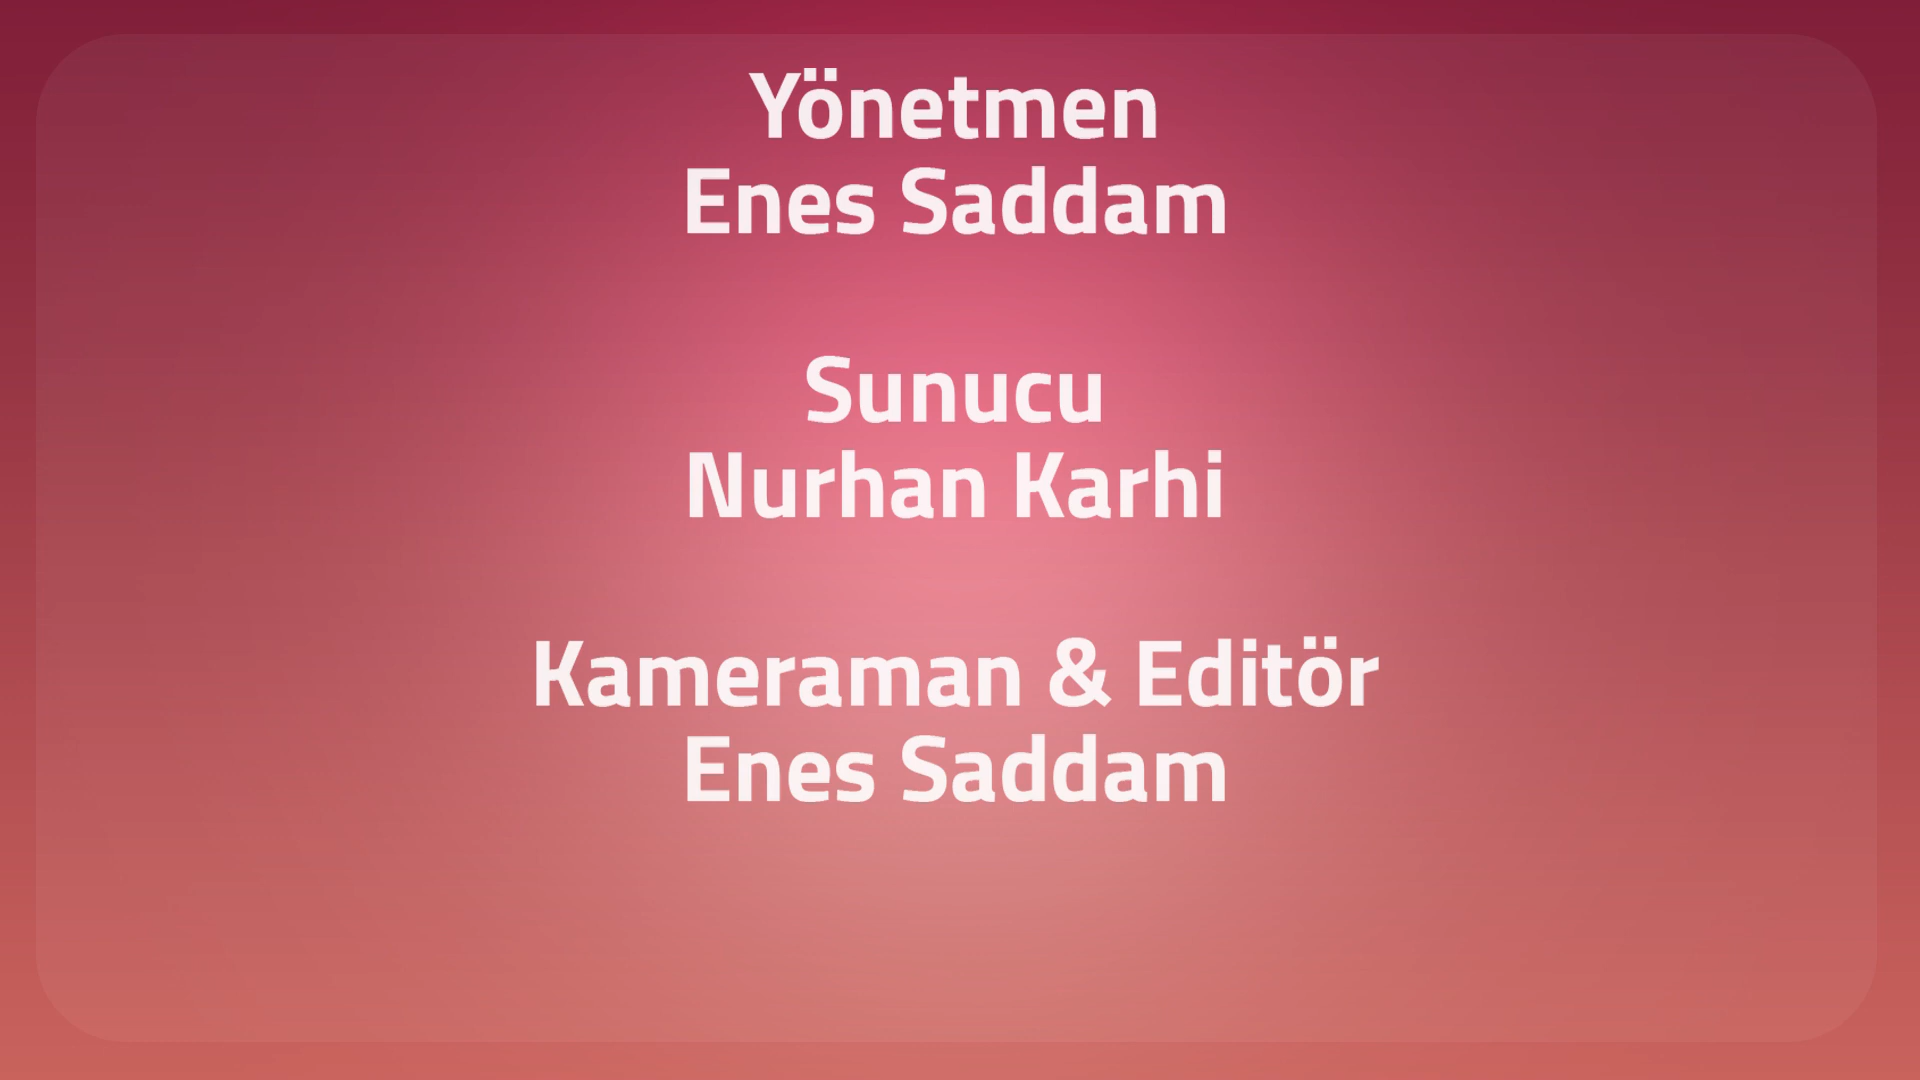 Yönetmen
Enes Saddam
Sunucu
Nurhan Karhi
Kameraman & Editör
Enes Saddam